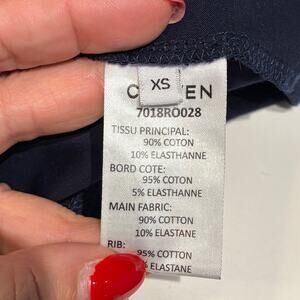 XS
7018RO028
TISSU PRINCIPAL:
90% COTON
10% ELASTHANNE
BORD COTE:
95% COTON
5% ELASTHANNE
MAIN FABRIC:
90% COTTON
10% ELASTANE
RIB:
95% COTTON
% ELASTANE